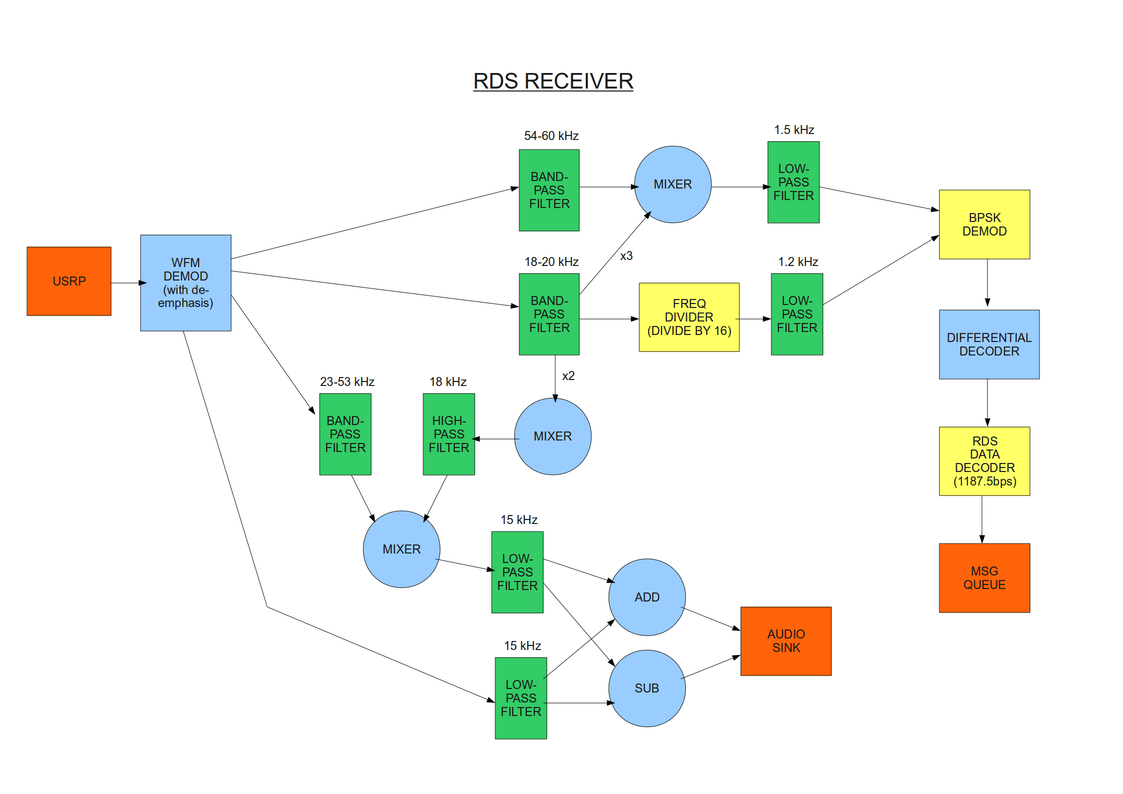 RDS RECEIVER
54-60 kHz
BAND-
PASS
FILTER
MIXER
1.5 kHz
LOW-
PASS
FILTER
BPSK
DEMOD
USRP
WFM
DEMOD
(with de-
emphasis)
x3
18-20 kHz
BAND-
PASS
FILTER
FREQ
DIVIDER
(DIVIDE BY 16)
1.2 kHz
LOW-
PASS
FILTER
DIFFERENTIAL
DECODER
x2
23-53 kHz
BAND-
PASS
FILTER
18 kHz
HIGH-
PASS
FILTER
MIXER
RDS
DATA
DECODER
(1187.5bps)
MIXER
15 kHz
LOW-
PASS
FILTER
ADD
MSG
QUEUE
AUDIO
SINK
15 kHz
LOW-
PASS
FILTER
SUB